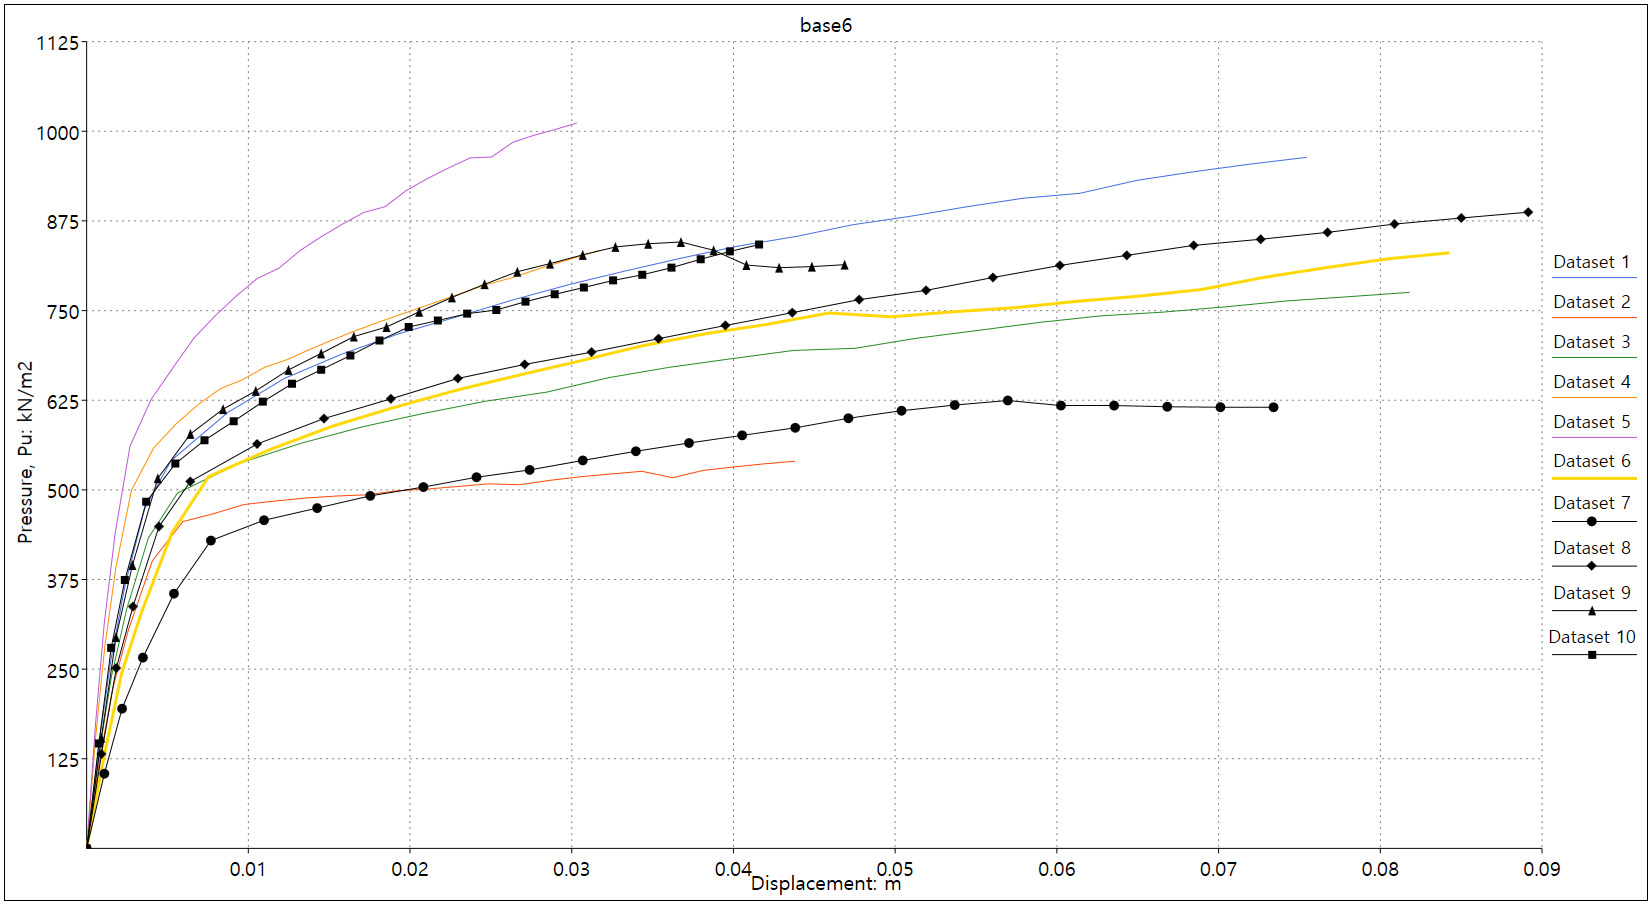 base6
1125
1000
875
750
625
500
375
250
125
Pressure, Pu: kN/m2
0.01 0.02 0.03 0.04 0.05 0.06 0.07 0.08 0.09
Displacement: m
Dataset 1
Dataset 2
Dataset 3
Dataset 4
Dataset 5
Dataset 6
Dataset 7
Dataset 8
Dataset 9
Dataset 10